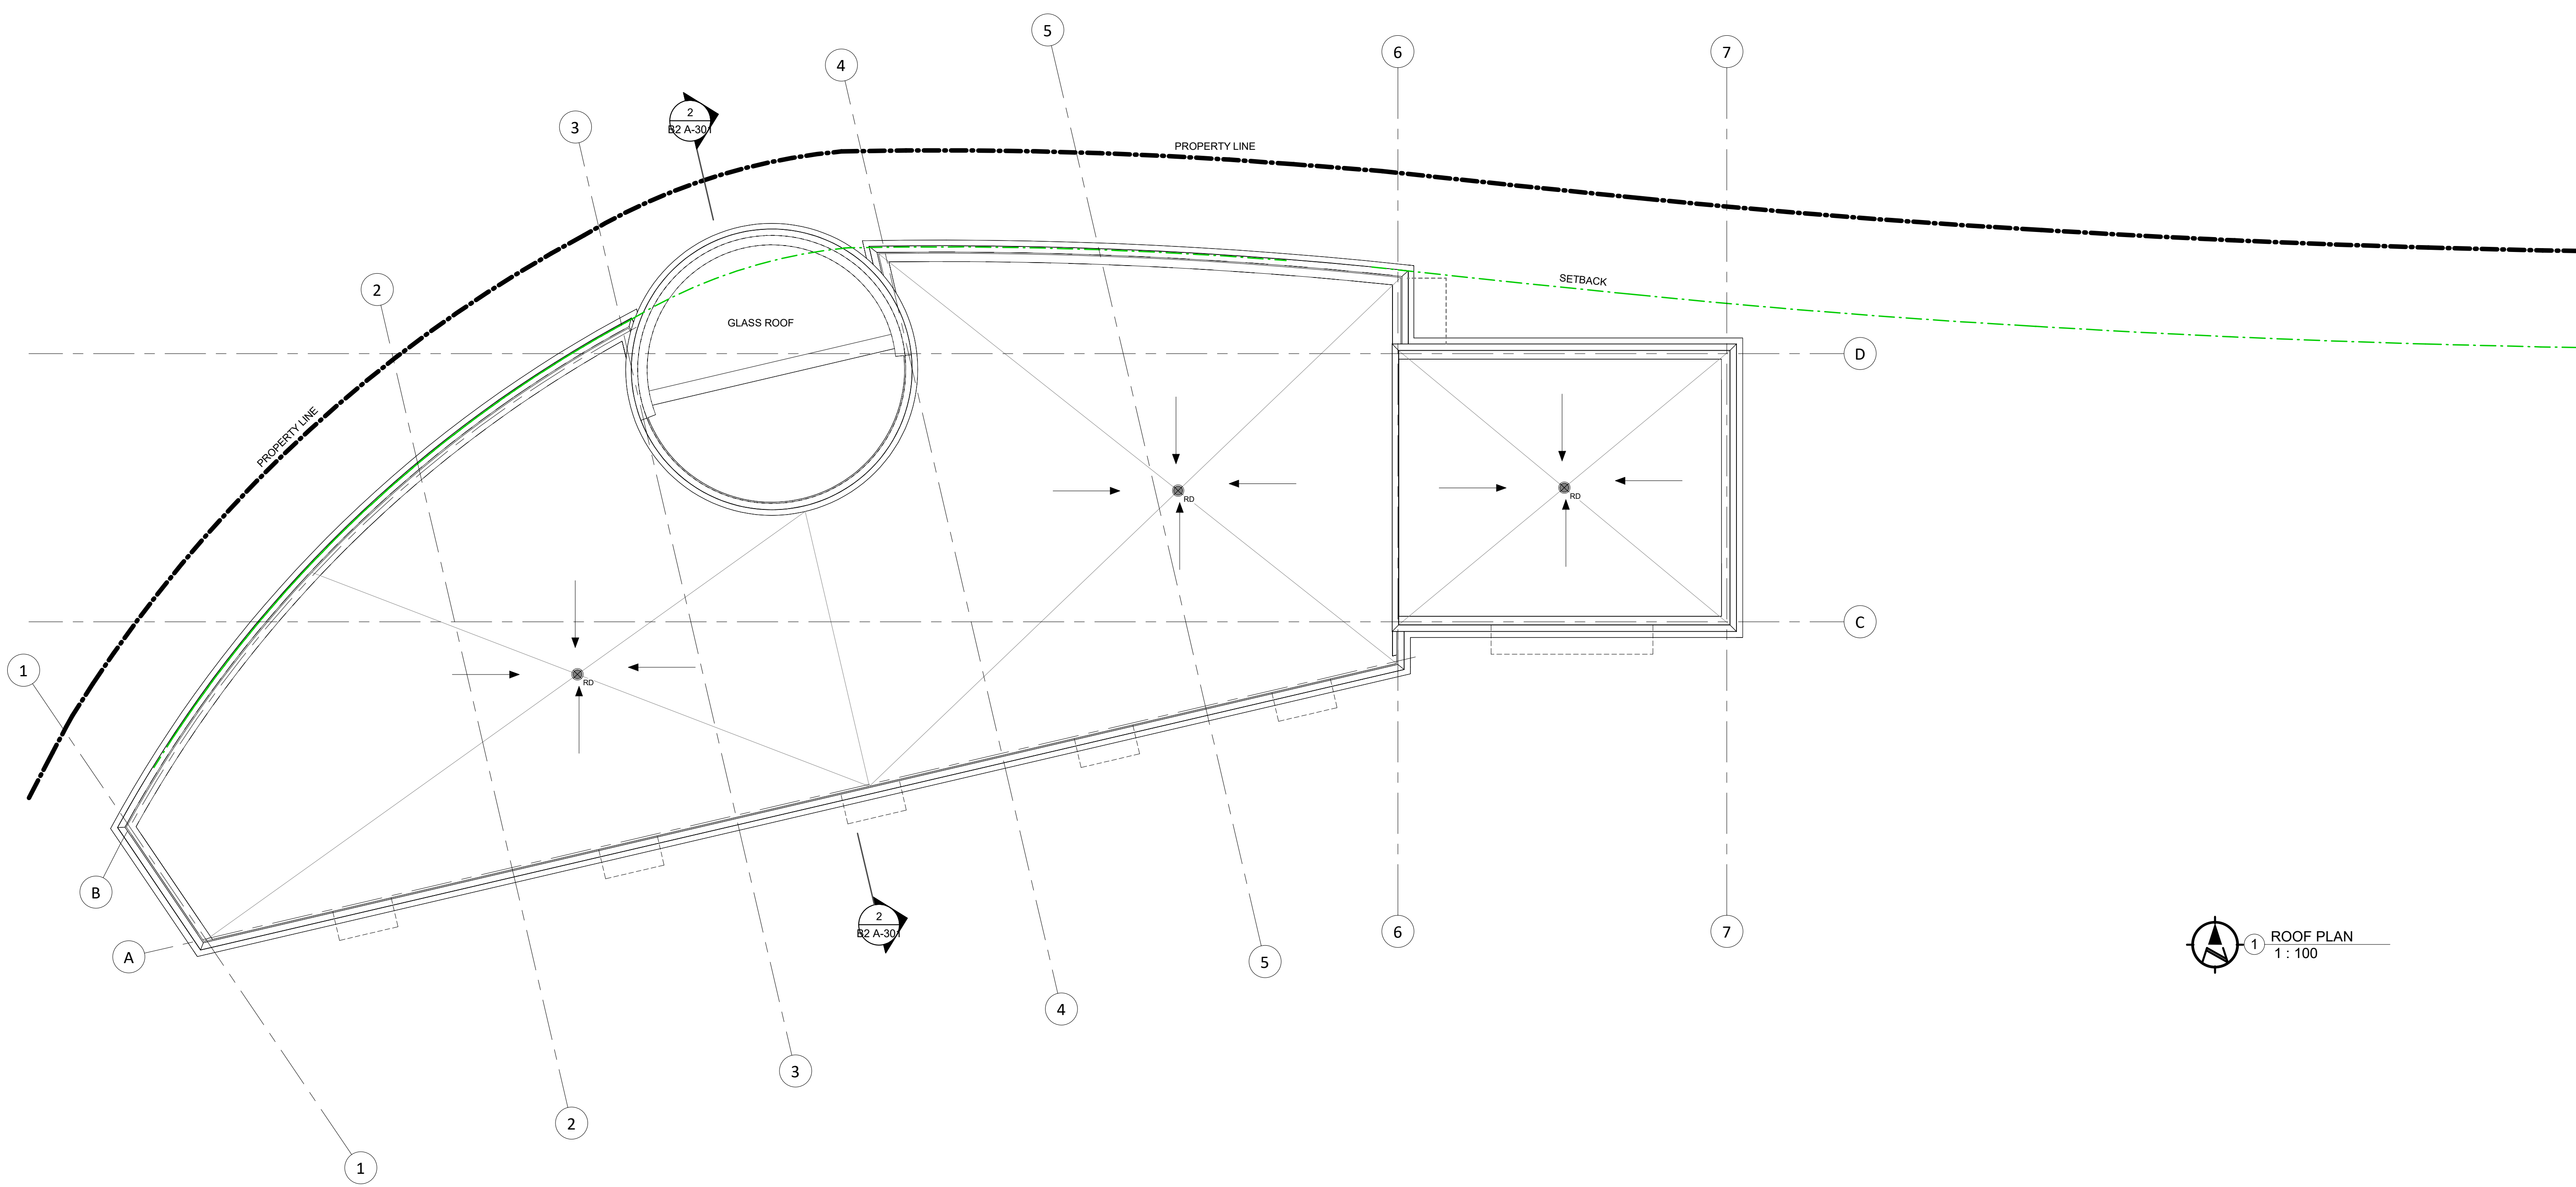 5
6
7
4
2
B2 A-301
3
PROPERTY LINE
SETBACK
2
GLASS ROOF
D
PROPERTY LINE
RD
RD
C
1
RD
B
2
B2 A-301
6
7
ROOF PLAN
1
1 : 100
A
5
4
3
2
1